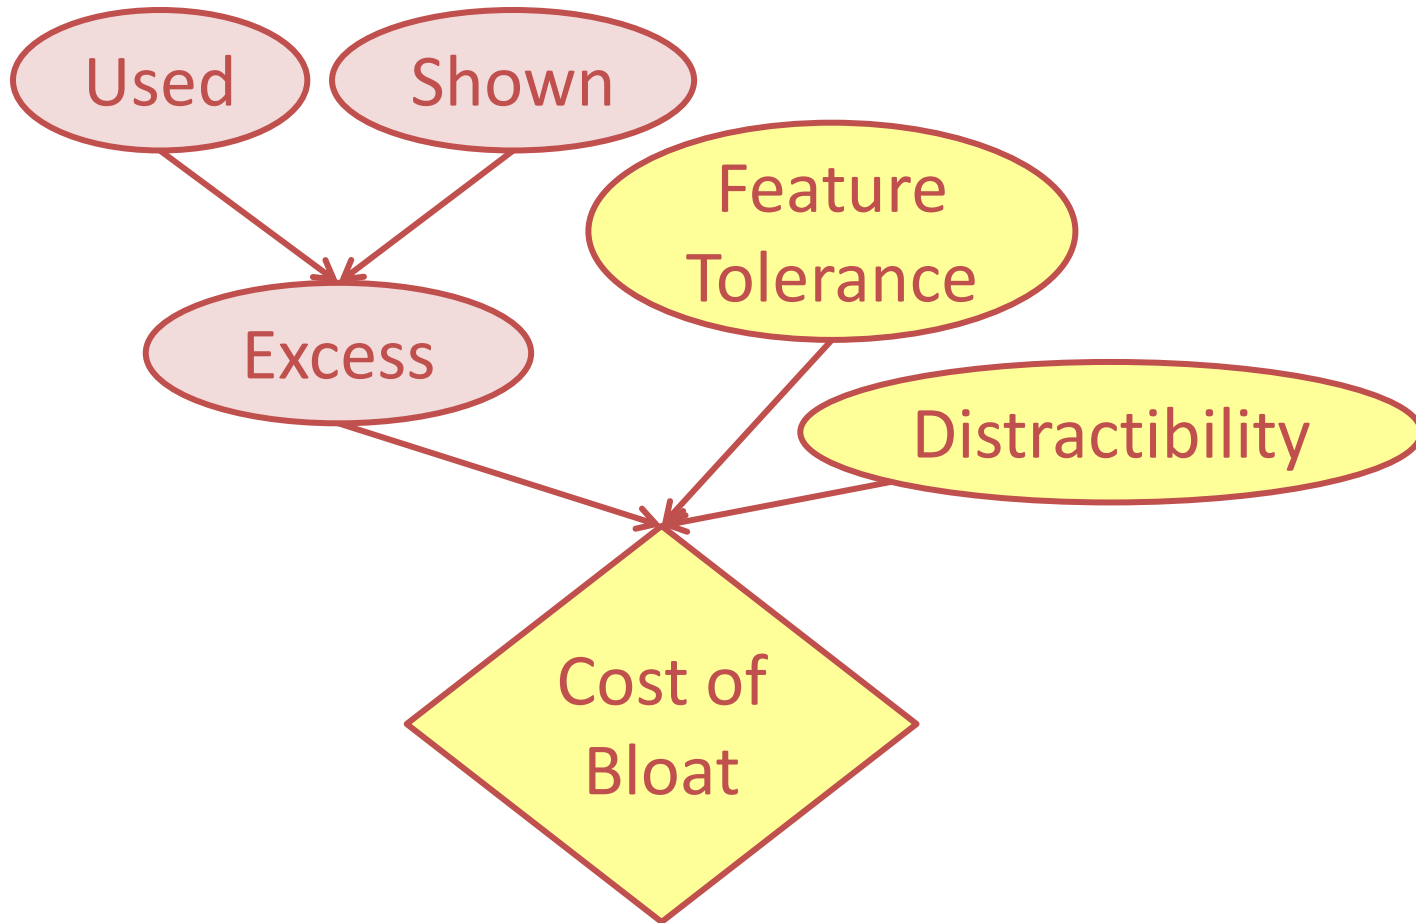 Used
Shown
Feature
Tolerance
Excess
Distractibility
Cost of
Bloat